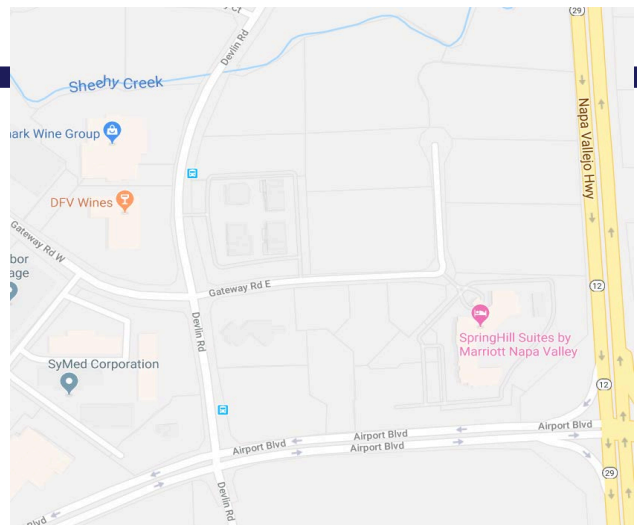 29
Devlin Rd
Sheehy Creek
ark Wine Group
Napa Vallejo Hwy
DFV Wines
Gateway Rd W
bor
age
12
Gateway Rd E
Devlin Rd
SpringHill Suites by
Marriott Napa Valley
SyMed Corporation
12
Airport Blvd
Airport Blvd
Airport Blvd
Airport Blvd
29
Devlin Rd
lvd